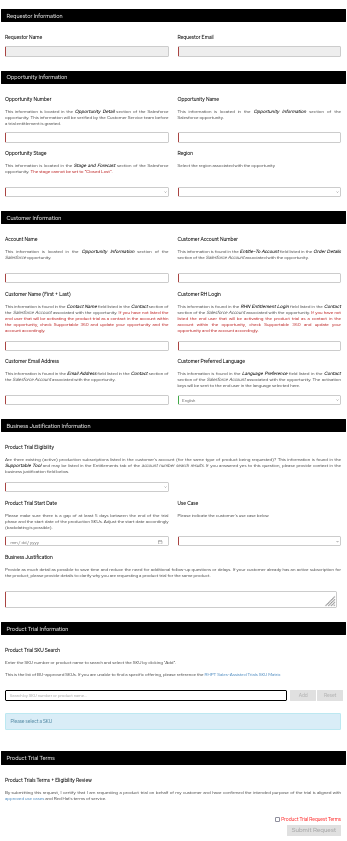 Requestor Information
Requestor Name
Requestor Email
Opportunity Information
Opportunity Number
This information is located in the Opportunity Detail section of the Salesforce
opportunity. This information will be verified by the Customer Service team before
a trial entitlement is granted.
Opportunity Name
This information is located in the Opportunity Information section of the
Salesforce opportunity.
Opportunity Stage
This information is located in the Stage and Forecast section of the Salesforce
opportunity. The stage cannot be set to "Closed Lost".
Region
Select the region associated with the opportunity.
Customer Information
Account Name
This information is located in the Opportunity Information section of the
Salesforce opportunity.
Customer Account Number
This information is found in the Entitle-To Account field listed in the Order Details
section of the Salesforce Account associated with the opportunity.
Customer Name (First + Last)
This information is found in the Contact Name field listed in the Contact section of
the Salesforce Account associated with the opportunity. If you have not listed the
end user that will be activating the product trial as a contact in the account within
the opportunity, check Supportable SSO and update your opportunity and the
account accordingly.
Customer RH Login
This information is found in the RHN Entitlement Login field listed in the Contact
section of the Salesforce Account associated with the opportunity. If you have not
listed the end user that will be activating the product trial as a contact in the
account within the opportunity, check Supportable SSO and update your
opportunity and the account accordingly.
Customer Email Address
This information is found in the Email Address field listed in the Contact section of
the Salesforce Account associated with the opportunity.
Customer Preferred Language
This information is found in the Language Preference field listed in the Contact
section of the Salesforce Account associated with the opportunity. The activation
keys will be sent to the end user in the language selected here.
English
Business Justification Information
Product Trial Eligibility
Are there existing (active) production subscriptions listed in the customer's account (for the same type of product being requested)? This information is found in the
Supportable Tool and may be listed in the Entitlements tab of the account number search results. If you answered yes to this question, please provide context in the
business justification field below.
Product Trial Start Date
Please make sure there is a gap of at least 5 days between the end of the trial
phase and the start date of the production SKUs. Adjust the start date accordingly
(backdating is possible).
mm / dd / yyyy
Use Case
Please indicate the customer's use case below.
Business Justification
Provide as much detail as possible to save time and reduce the need for additional follow up questions or delays. If your customer already has an active subscription for
the product, please provide details to clarify why you are requesting a product trial for the same product.
Product Trial Information
Product Trial SKU Search
Enter the SKU number or product name to search and select the SKU by clicking "Add".
This is the list of BU approved SKUs. If you are unable to find a specific offering, please reference the
Search by SKU number or product name...
Add
Reset
Please select a SKU
Product Trial Terms
Product Trials Terms + Eligibility Review
By submitting this request, I certify that I am requesting a product trial on behalf of my customer and have confirmed the intended purpose of the trial is aligned with
approved use cases and Red Hat's terms of service.
Product Trial Request Terms
Submit Request